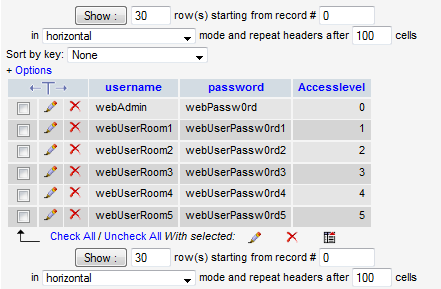 Show : 30 row(s) starting from record # 0
in horizontal mode and repeat headers after 100 cells
Sort by key: None
+ Options
←T→ username password Accesslevel
webAdmin webPassw0rd 0
webUserRoom1 webUserPassw0rd1 1
webUserRoom2 webUserPassw0rd2 2
webUserRoom3 webUserPassw0rd3 3
webUserRoom4 webUserPassw0rd4 4
webUserRoom5 webUserPassw0rd5 5
Check All / Uncheck All With selected:
Show : 30 row(s) starting from record # 0
in horizontal mode and repeat headers after 100 cells